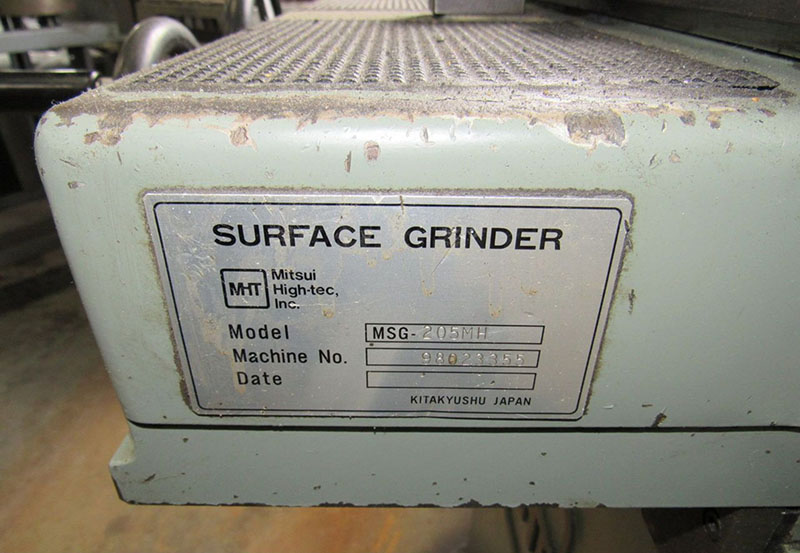 SURFACE GRINDER
MHT
Mitsui
High-tec,
Inc.
Model MSG-205MH
Machine No. 98023355
Date
KITAKYUSHU JAPAN